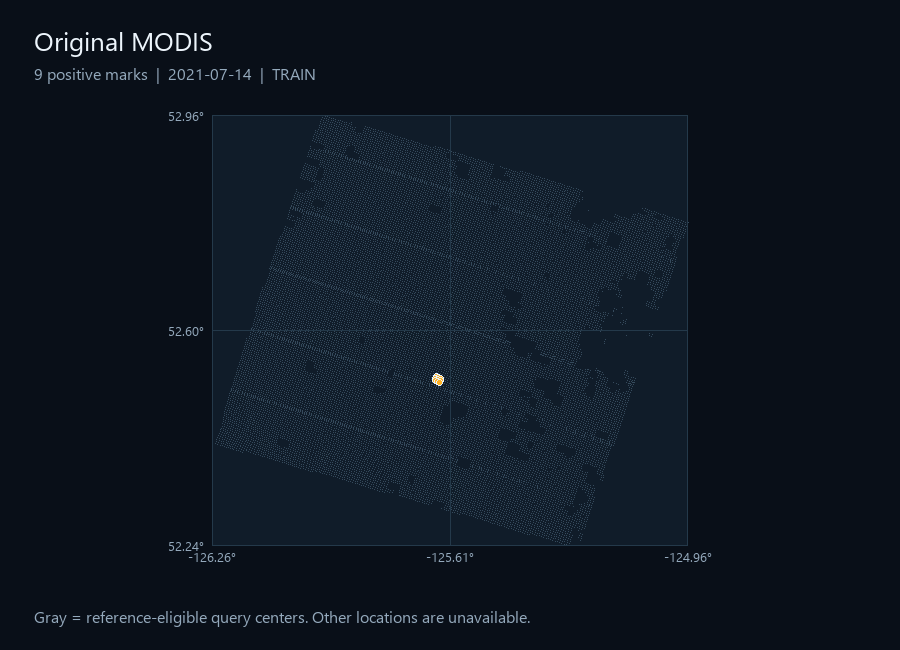 Original MODIS
9 positive marks | 2021-07-14 | TRAIN
52.96°
52.60°
52.24°
-126.26°
-125.61°
-124.96°
Gray = reference-eligible query centers. Other locations are unavailable.